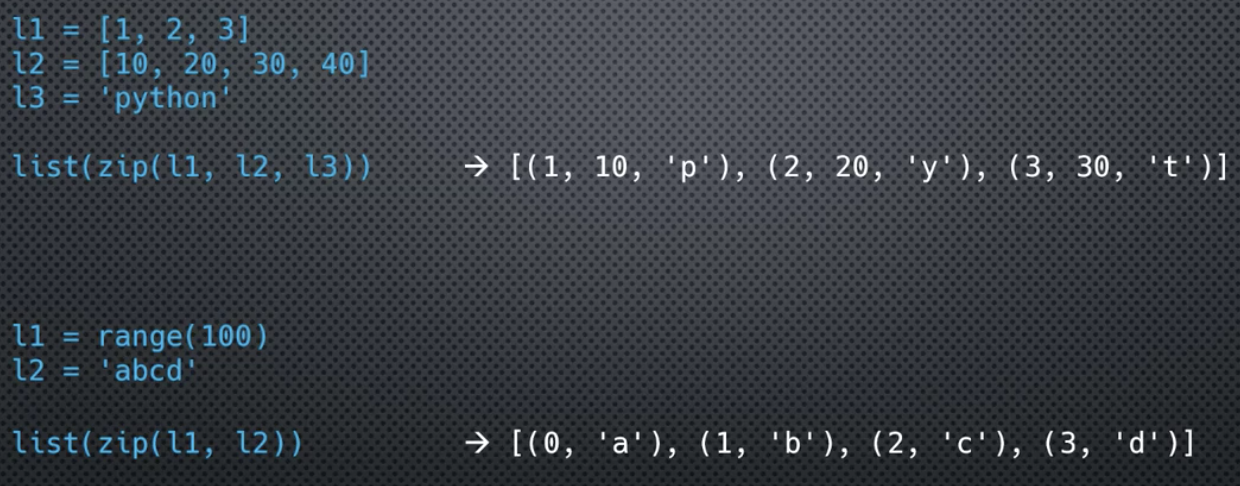 l1 = [1, 2, 3]
l2 = [10, 20, 30, 40]
l3 = 'python'
list(zip(l1, l2, l3)) → [(1, 10, 'p'), (2, 20, 'y'), (3, 30, 't')]
l1 = range(100)
l2 = 'abcd'
list(zip(l1, l2)) → [(0, 'a'), (1, 'b'), (2, 'c'), (3, 'd')]